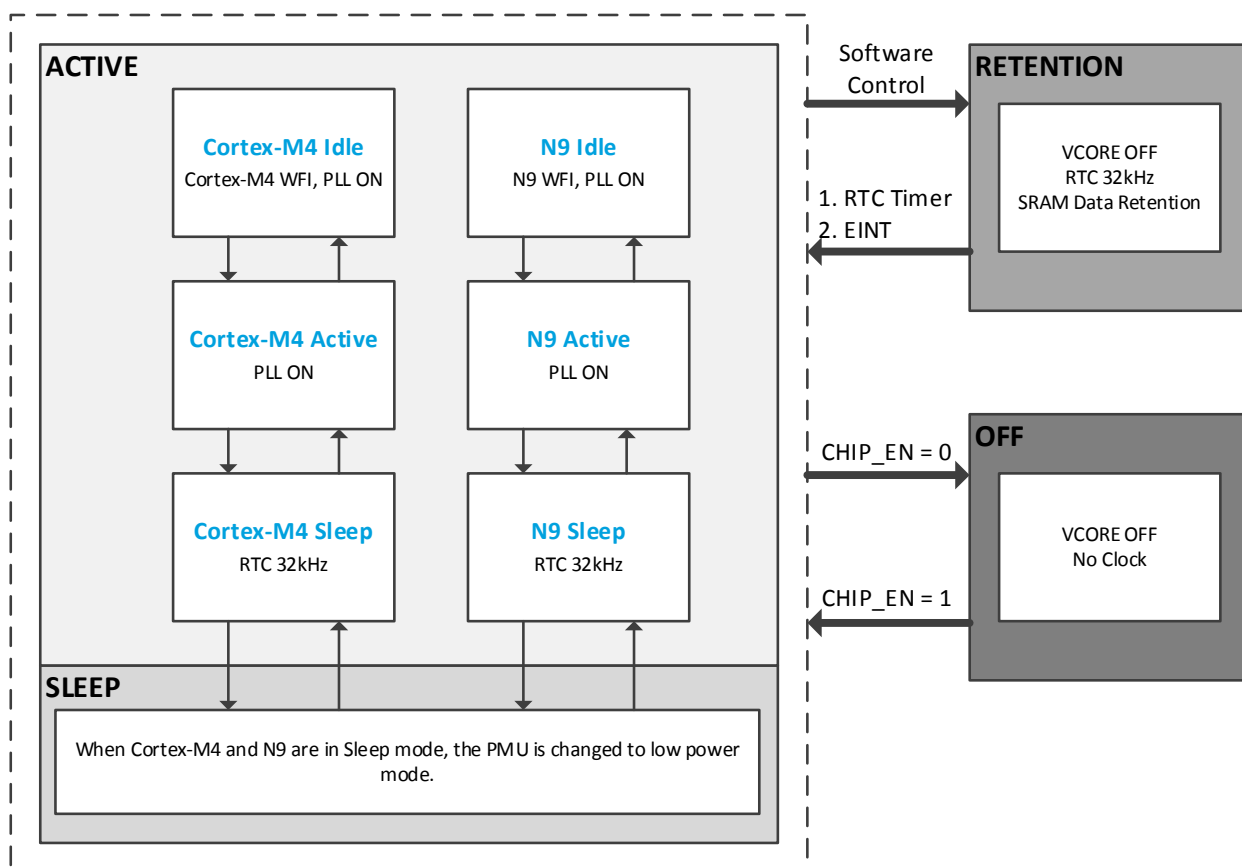 ACTIVE
Cortex-M4 Idle
Cortex-M4 WFI, PLL ON
N9 Idle
N9 WFI, PLL ON
Cortex-M4 Active
PLL ON
N9 Active
PLL ON
Cortex-M4 Sleep
RTC 32kHz
N9 Sleep
RTC 32kHz
SLEEP
When Cortex-M4 and N9 are in Sleep mode, the PMU is changed to low power
mode.
Software
Control
1. RTC Timer
2. EINT
RETENTION
VCORE OFF
RTC 32kHz
SRAM Data Retention
CHIP_EN = 0
CHIP_EN = 1
OFF
VCORE OFF
No Clock